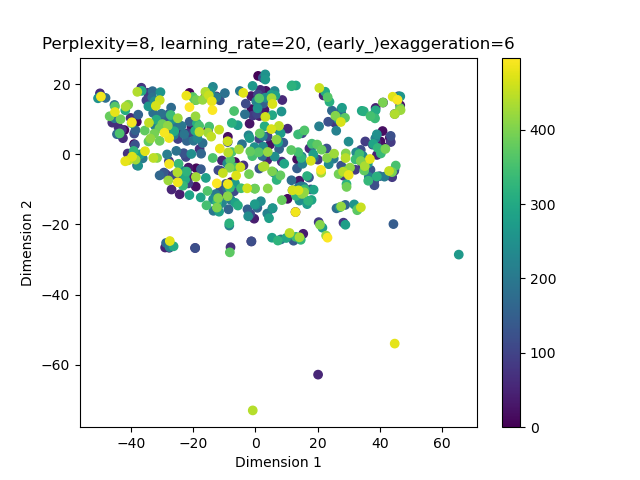 Perplexity=8, learning_rate=20, (early_)exaggeration=6
20
0
−20
−40
−60
Dimension 2
−40 −20 0 20 40 60
Dimension 1
400
300
200
100
0